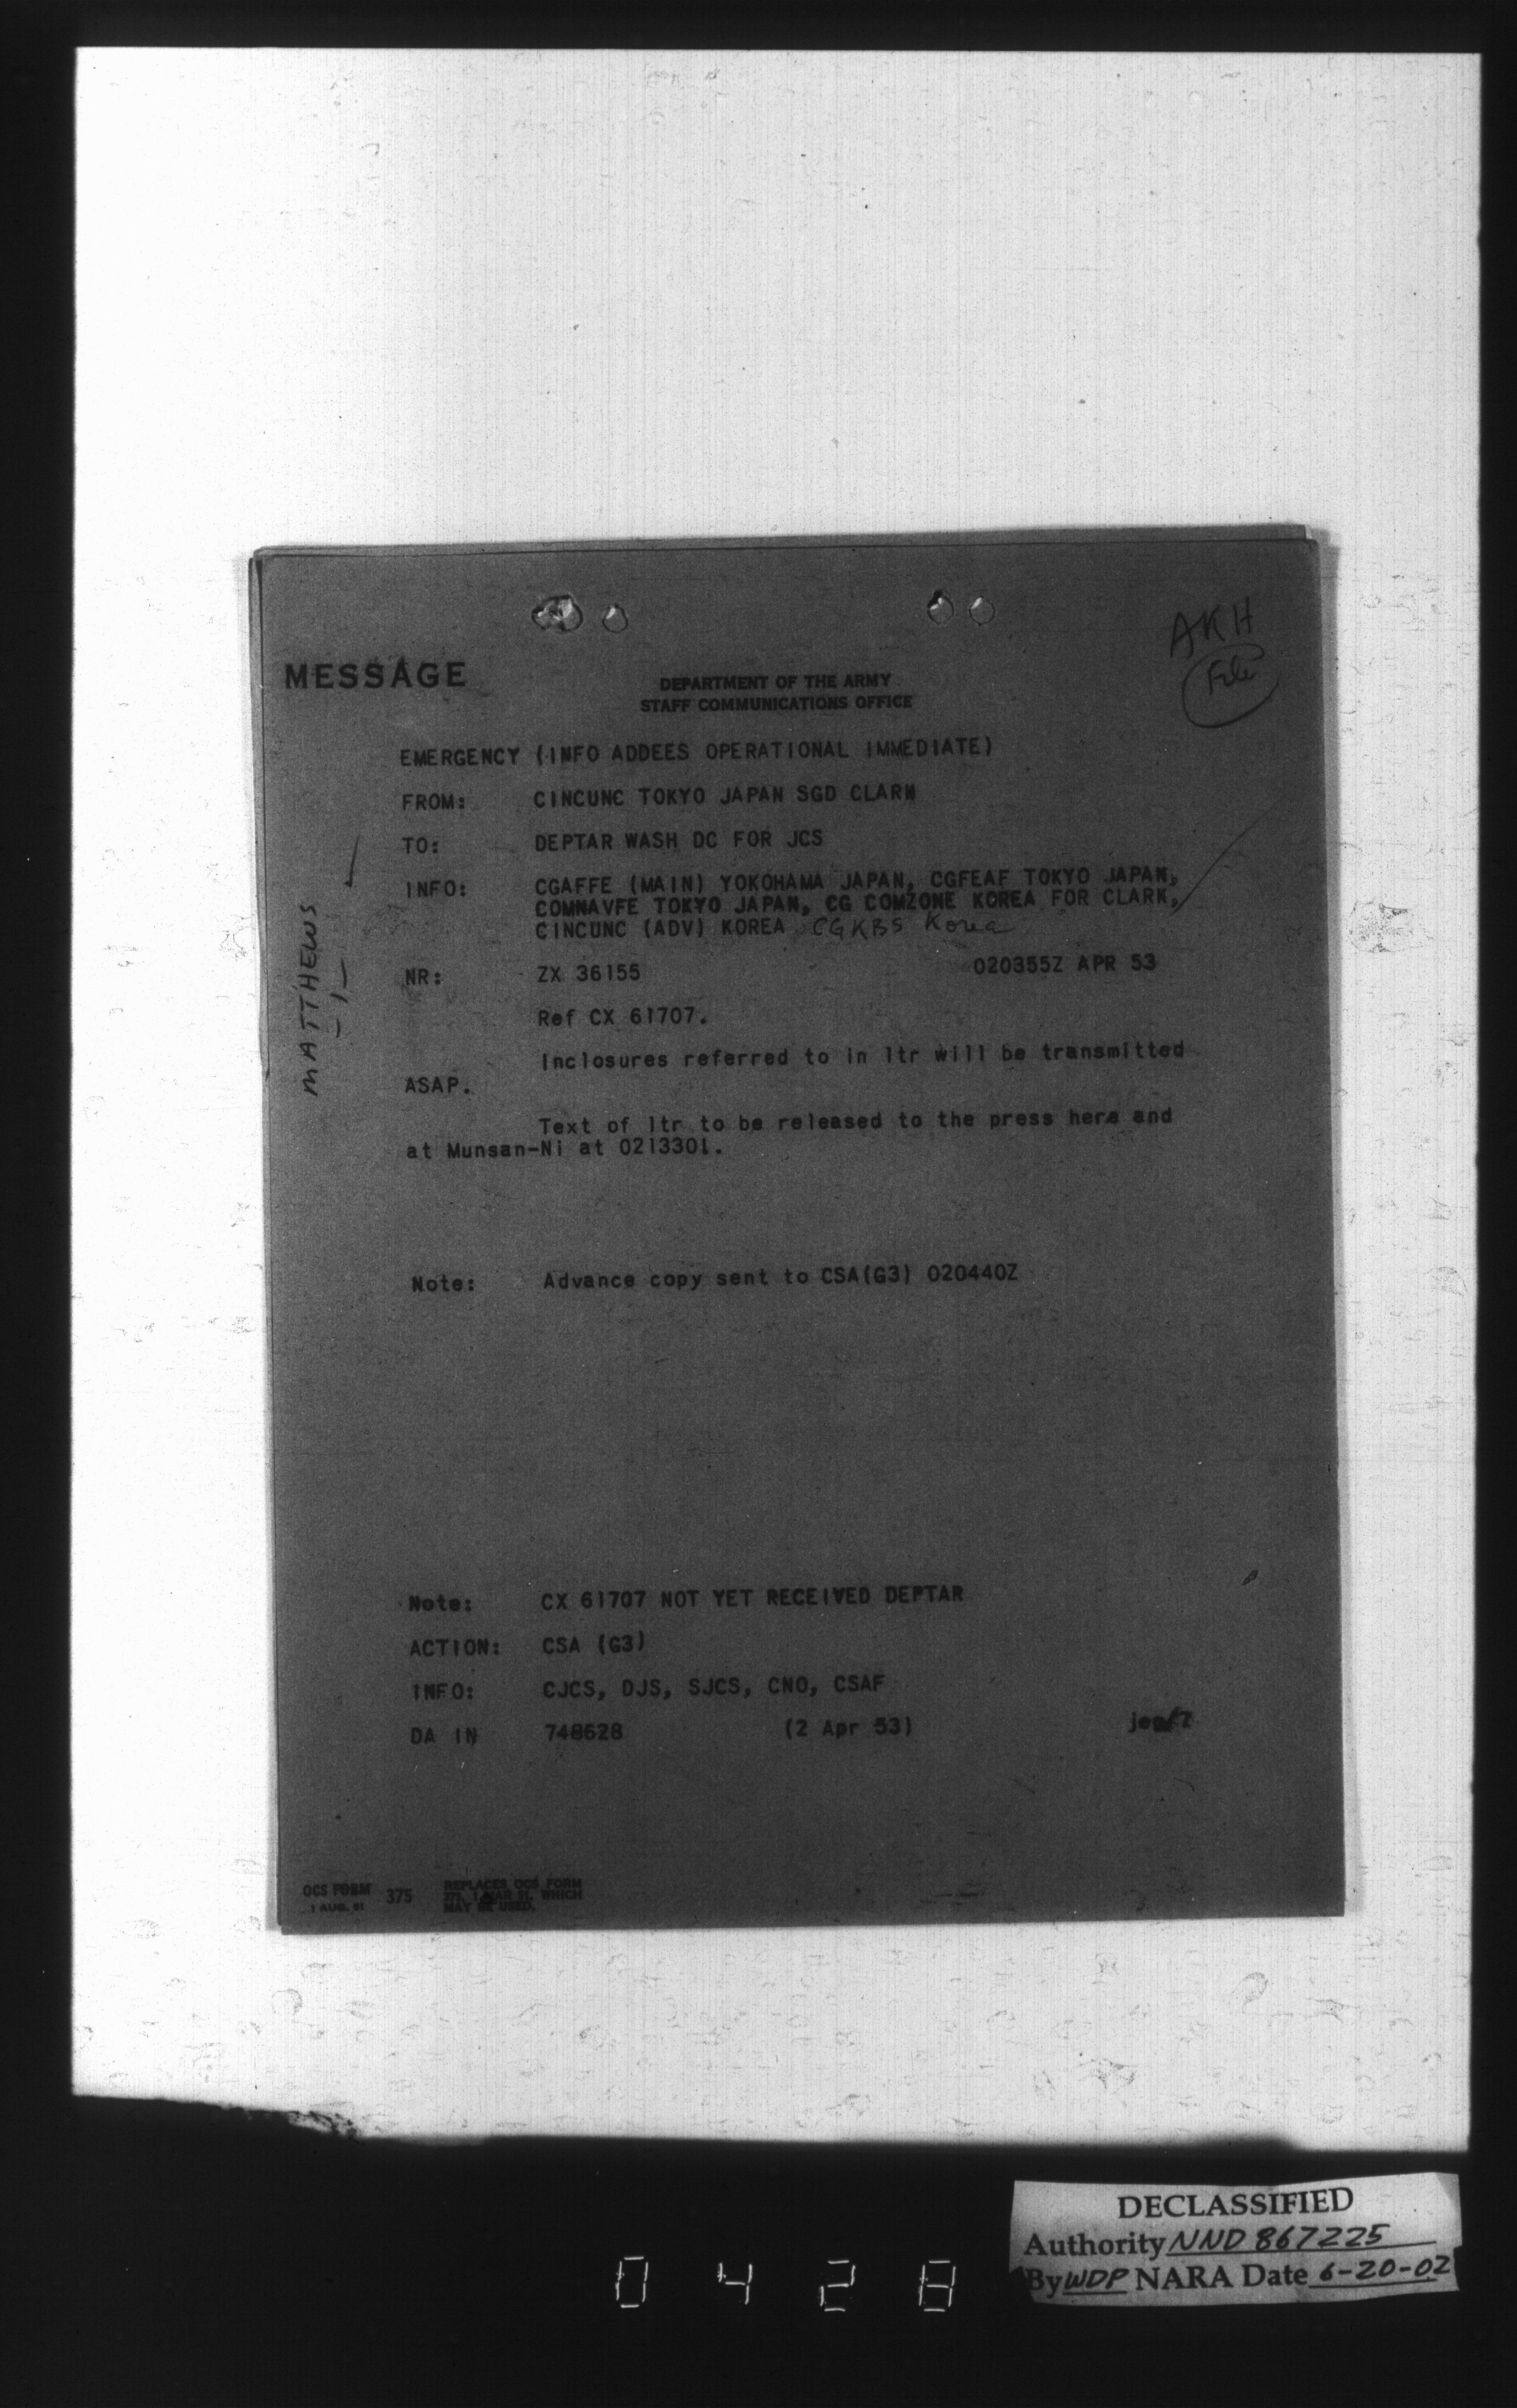 AKH
File
MESSAGE
DEPARTMENT OF THE ARMY
STAFF COMMUNICATIONS OFFICE
EMERGENCY (INFO ADDEES OPERATIONAL IMMEDIATE)
FROM: CINCUNC TOKYO JAPAN SGD CLARK
TO: DEPTAR WASH DC FOR JCS
INFO: CGAFFE (MAIN) YOKOHAMA JAPAN, CGFEAF TOKYO JAPAN,
COMNAVFE TOKYO JAPAN, CG COMZONE KOREA FOR CLARK,
CINCUNC (ADV) KOREA CGKBS Korea
MATTHEWS
-1-
NR: ZX 36155 020355Z APR 53
Ref CX 61707.
Inclosures referred to in ltr will be transmitted
ASAP.
Text of ltr to be released to the press here and
at Munsan-Ni at 021330I.
Note: Advance copy sent to CSA(G3) 020440Z
Note: CX 61707 NOT YET RECEIVED DEPTAR
ACTION: CSA (G3)
INFO: CJCS, DJS, SJCS, CNO, CSAF
DA IN 748628 (2 Apr 53)
OCS FORM 375 REPLACES OCS FORM
1 AUG. 51 375, 1 MAR 51, WHICH
MAY BE USED.
DECLASSIFIED
Authority NND 867225
By WDP NARA Date 6-20-02
0428